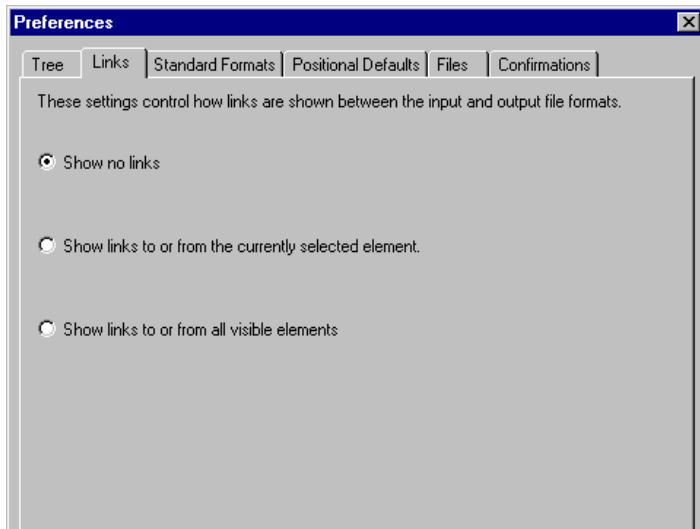 Preferences
Tree Links Standard Formats Positional Defaults Files Confirmations
These settings control how links are shown between the input and output file formats.
Show no links
Show links to or from the currently selected element.
Show links to or from all visible elements